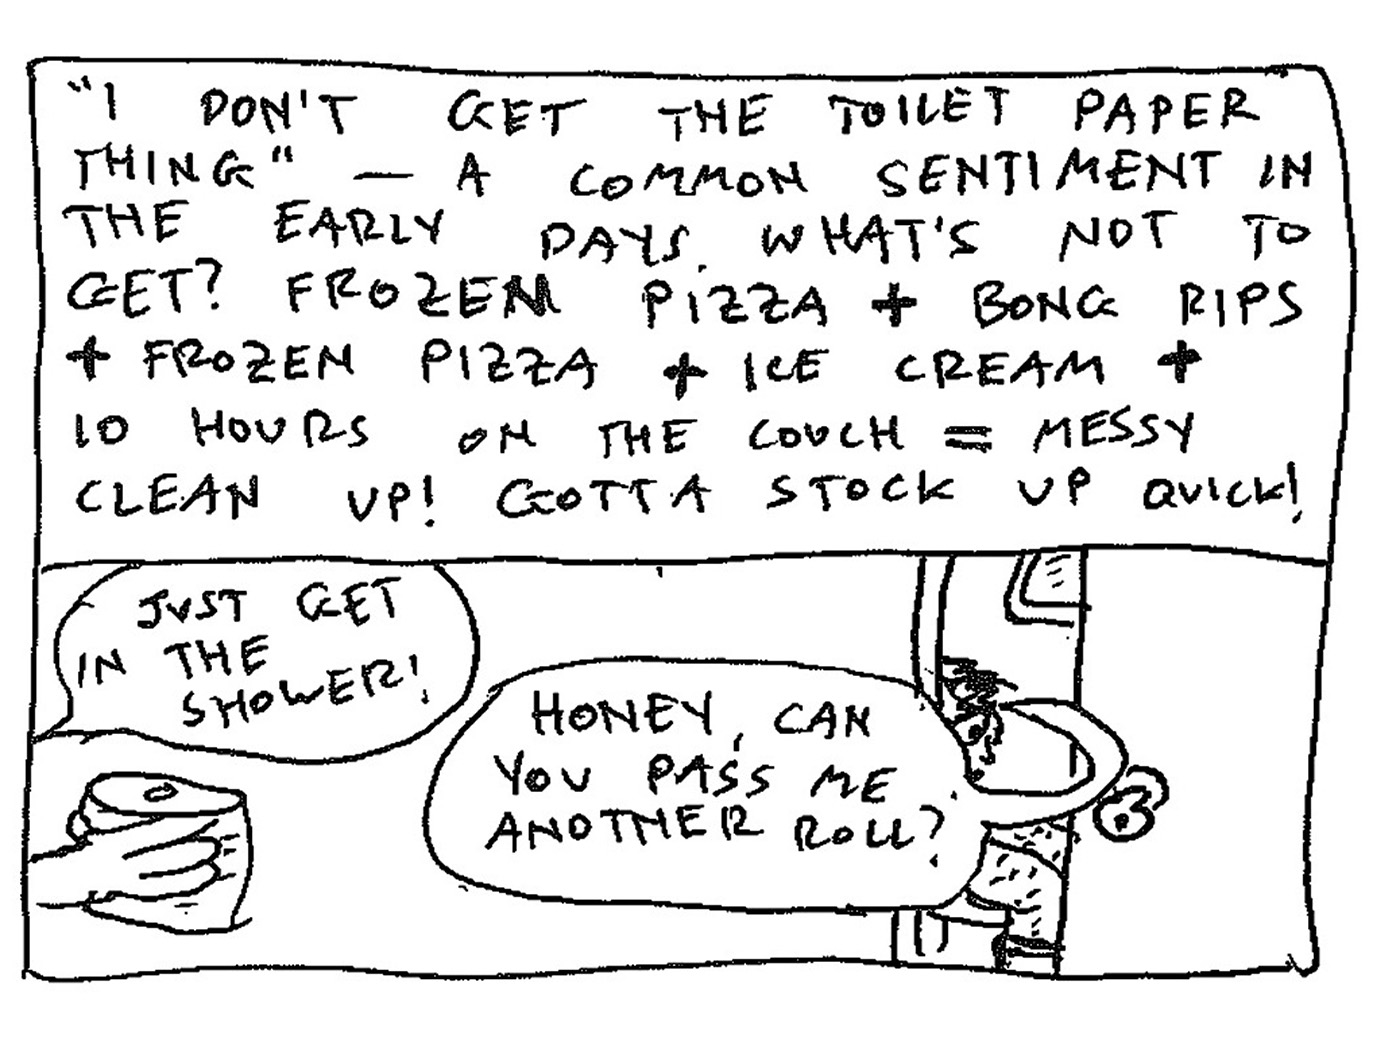 "I DON'T GET THE TOILET PAPER
THING" — A COMMON SENTIMENT IN
THE EARLY DAYS. WHAT'S NOT TO
GET? FROZEN PIZZA + BONG RIPS
+ FROZEN PIZZA + ICE CREAM +
10 HOURS ON THE COUCH = MESSY
CLEAN UP! GOTTA STOCK UP QUICK!
JUST GET
IN THE
SHOWER!
HONEY, CAN
YOU PASS ME
ANOTHER ROLL?